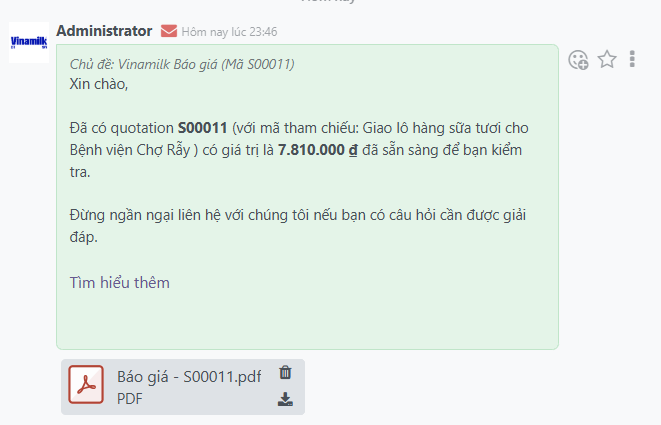 Administrator Hôm nay lúc 23:46
Vinamilk
Chủ đề: Vinamilk Báo giá (Mã S00011)
Xin chào,
Đã có quotation S00011 (với mã tham chiếu: Giao lô hàng sữa tươi cho
Bệnh viện Chợ Rẫy ) có giá trị là 7.810.000 ₫ đã sẵn sàng để bạn kiểm
tra.
Đừng ngần ngại liên hệ với chúng tôi nếu bạn có câu hỏi cần được giải
đáp.
Tìm hiểu thêm
Báo giá - S00011.pdf
PDF